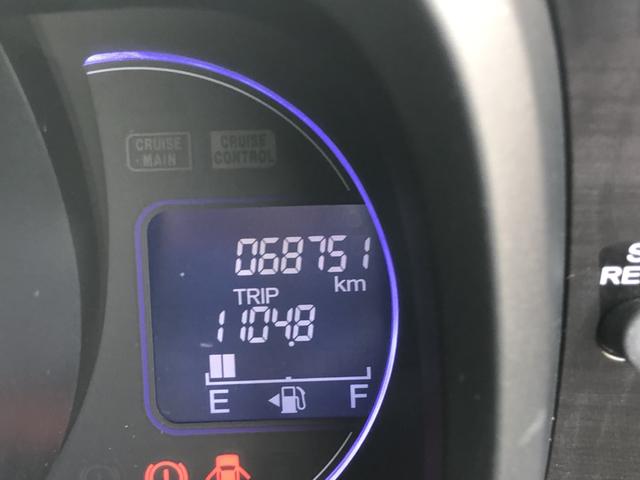 CRUISE MAIN
CRUISE CONTROL
068751
km
TRIP
1104.8
E F